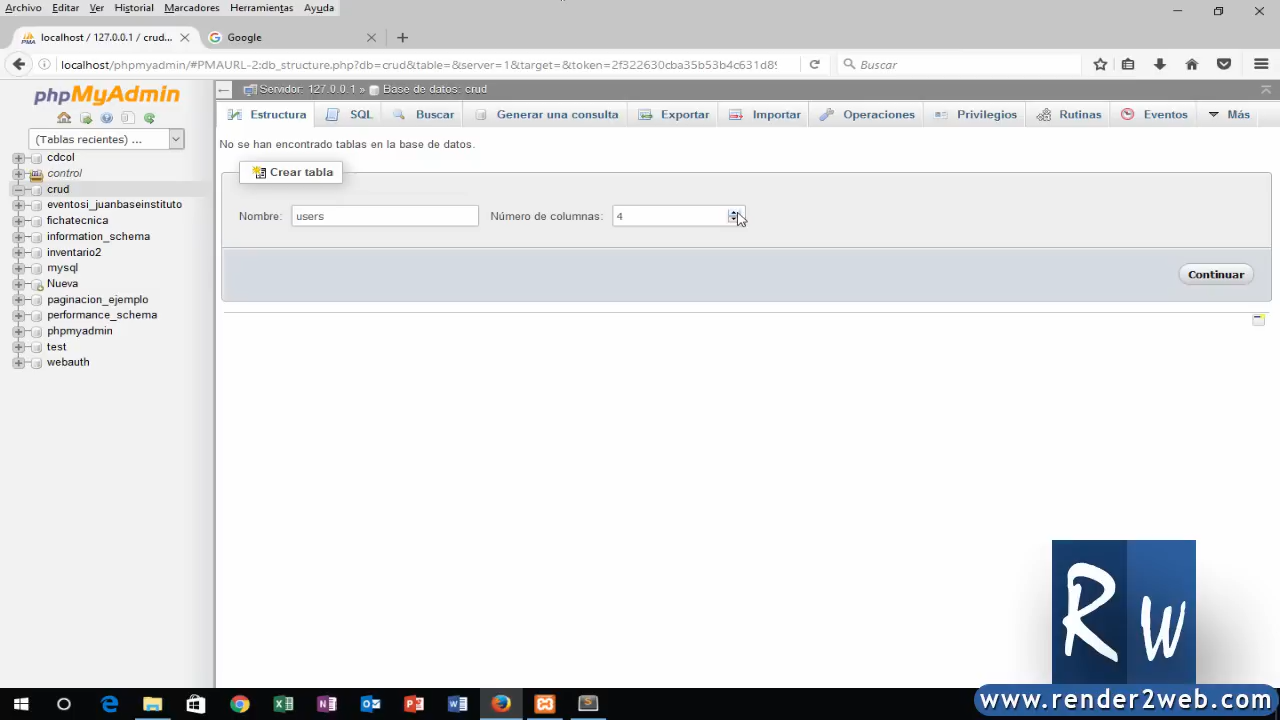 Archivo Editar Ver Historial Marcadores Herramientas Ayuda
localhost / 127.0.0.1 / crud...
Google
localhost/phpmyadmin/#PMAURL-2:db_structure.php?db=crud&table=&server=1&target=&token=2f322630cba35b53b4c631d8
Buscar
phpMyAdmin
Servidor: 127.0.0.1 » Base de datos: crud
Estructura SQL Buscar Generar una consulta Exportar Importar Operaciones Privilegios Rutinas Eventos Más
(Tablas recientes) ...
No se han encontrado tablas en la base de datos.
cdcol
control
crud
eventosi_juanbaseinstituto
fichatecnica
information_schema
inventario2
mysql
Nueva
paginacion_ejemplo
performance_schema
phpmyadmin
test
webauth
Crear tabla
Nombre: users Número de columnas: 4
Continuar
RW
www.render2web.com